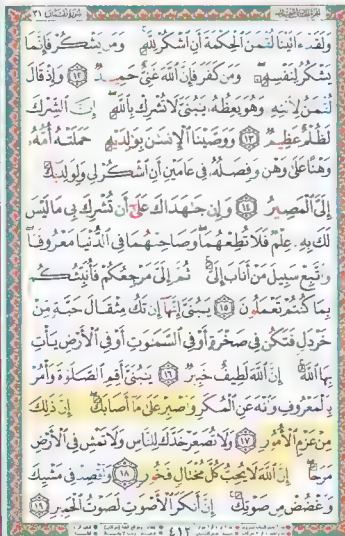 سورة لقمان ٣١
وَلَقَدۡ ءَاتَيۡنَا لُقۡمَٰنَ ٱلۡحِكۡمَةَ أَنِ ٱشۡكُرۡ لِلَّهِۚ وَمَن يَشۡكُرۡ فَإِنَّمَا
يَشۡكُرُ لِنَفۡسِهِۦۖ وَمَن كَفَرَ فَإِنَّ ٱللَّهَ غَنِيٌّ حَمِيدٞ ١٢ وَإِذۡ قَالَ
لُقۡمَٰنُ لِٱبۡنِهِۦ وَهُوَ يَعِظُهُۥ يَٰبُنَيَّ لَا تُشۡرِكۡ بِٱللَّهِۖ إِنَّ ٱلشِّرۡكَ
لَظُلۡمٌ عَظِيمٞ ١٣ وَوَصَّيۡنَا ٱلۡإِنسَٰنَ بِوَٰلِدَيۡهِ حَمَلَتۡهُ أُمُّهُۥ
وَهۡنًا عَلَىٰ وَهۡنٖ وَفِصَٰلُهُۥ فِي عَامَيۡنِ أَنِ ٱشۡكُرۡ لِي وَلِوَٰلِدَيۡكَ
إِلَيَّ ٱلۡمَصِيرُ ١٤ وَإِن جَٰهَدَاكَ عَلَىٰٓ أَن تُشۡرِكَ بِي مَا لَيۡسَ
لَكَ بِهِۦ عِلۡمٞ فَلَا تُطِعۡهُمَاۖ وَصَاحِبۡهُمَا فِي ٱلدُّنۡيَا مَعۡرُوفٗاۖ
وَٱتَّبِعۡ سَبِيلَ مَنۡ أَنَابَ إِلَيَّۚ ثُمَّ إِلَيَّ مَرۡجِعُكُمۡ فَأُنَبِّئُكُم
بِمَا كُنتُمۡ تَعۡمَلُونَ ١٥ يَٰبُنَيَّ إِنَّهَآ إِن تَكُ مِثۡقَالَ حَبَّةٖ مِّنۡ
خَرۡدَلٖ فَتَكُن فِي صَخۡرَةٍ أَوۡ فِي ٱلسَّمَٰوَٰتِ أَوۡ فِي ٱلۡأَرۡضِ يَأۡتِ
بِهَا ٱللَّهُۚ إِنَّ ٱللَّهَ لَطِيفٌ خَبِيرٞ ١٦ يَٰبُنَيَّ أَقِمِ ٱلصَّلَوٰةَ وَأۡمُرۡ
بِٱلۡمَعۡرُوفِ وَٱنۡهَ عَنِ ٱلۡمُنكَرِ وَٱصۡبِرۡ عَلَىٰ مَآ أَصَابَكَۖ إِنَّ ذَٰلِكَ
مِنۡ عَزۡمِ ٱلۡأُمُورِ ١٧ وَلَا تُصَعِّرۡ خَدَّكَ لِلنَّاسِ وَلَا تَمۡشِ فِي ٱلۡأَرۡضِ
مَرَحًاۖ إِنَّ ٱللَّهَ لَا يُحِبُّ كُلَّ مُخۡتَالٖ فَخُورٖ ١٨ وَٱقۡصِدۡ فِي مَشۡيِكَ
وَٱغۡضُضۡ مِن صَوۡتِكَۚ إِنَّ أَنكَرَ ٱلۡأَصۡوَٰتِ لَصَوۡتُ ٱلۡحَمِيرِ ١٩
٤١٢